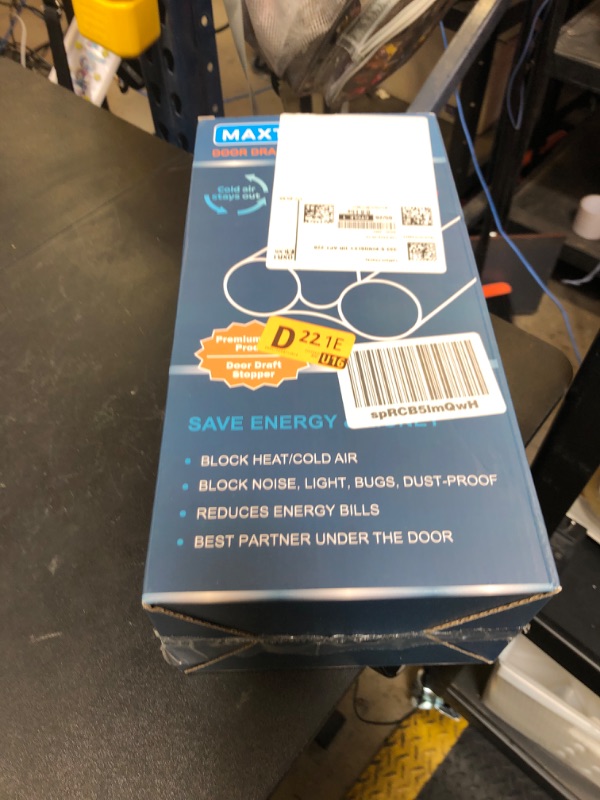 MAXT
DOOR DRA
Cold air
stays out
Premium
Pro
Door Draft
Stopper
D 22 1E
U16
spRCB5lmQwH
SAVE ENERGY
BLOCK HEAT/COLD AIR
BLOCK NOISE, LIGHT, BUGS, DUST-PROOF
REDUCES ENERGY BILLS
BEST PARTNER UNDER THE DOOR